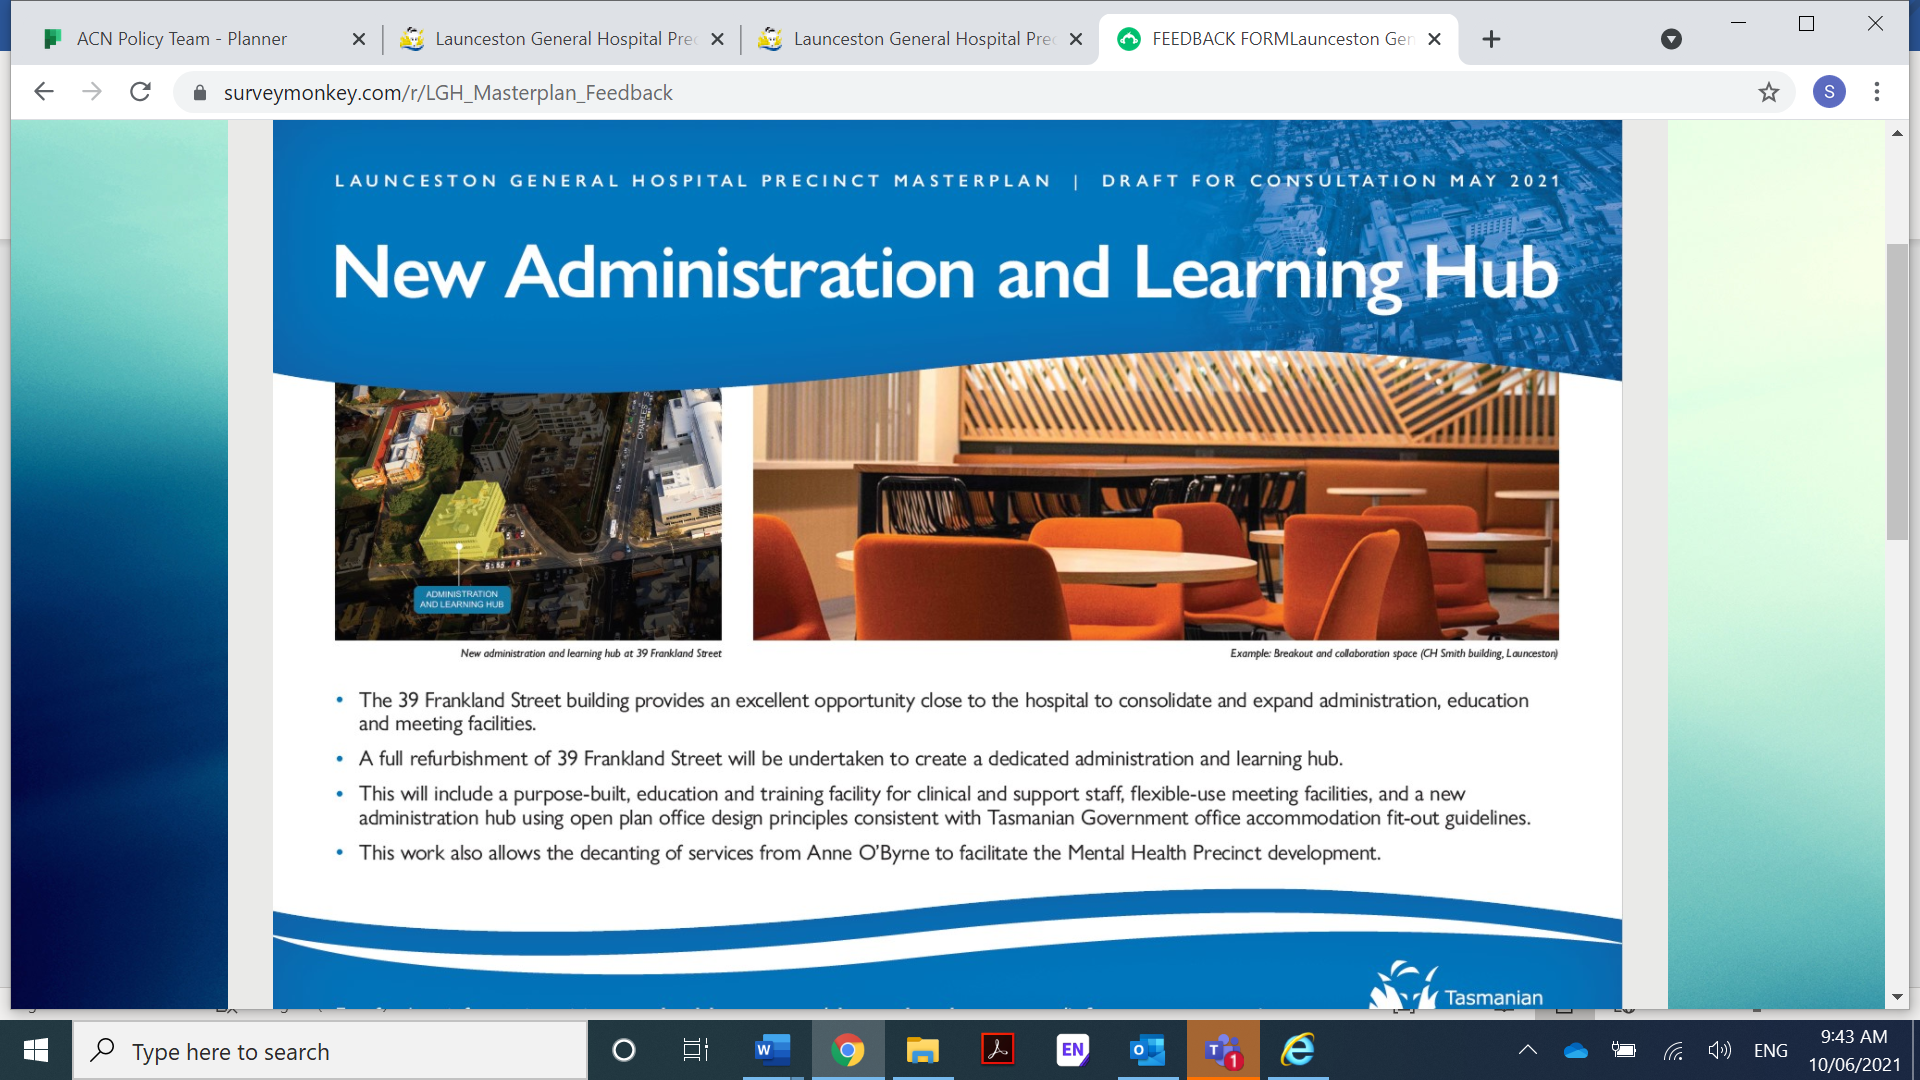 ACN Policy Team - Planner
Launceston General Hospital Prec
Launceston General Hospital Prec
FEEDBACK FORMLaunceston Gen
surveymonkey.com/r/LGH_Masterplan_Feedback
S
LAUNCESTON GENERAL HOSPITAL PRECINCT MASTERPLAN | DRAFT FOR CONSULTATION MAY 2021
New Administration and Learning Hub
CHARLES
ADMINISTRATION
AND LEARNING HUB
New administration and learning hub at 39 Frankland Street
Example: Breakout and collaboration space (CH Smith building, Launceston)
• The 39 Frankland Street building provides an excellent opportunity close to the hospital to consolidate and expand administration, education
and meeting facilities.
• A full refurbishment of 39 Frankland Street will be undertaken to create a dedicated administration and learning hub.
• This will include a purpose-built, education and training facility for clinical and support staff, flexible-use meeting facilities, and a new
administration hub using open plan office design principles consistent with Tasmanian Government office accommodation fit-out guidelines.
• This work also allows the decanting of services from Anne O'Byrne to facilitate the Mental Health Precinct development.
Tasmanian
Type here to search
W
EN
O
T
1
ENG
9:43 AM
10/06/2021